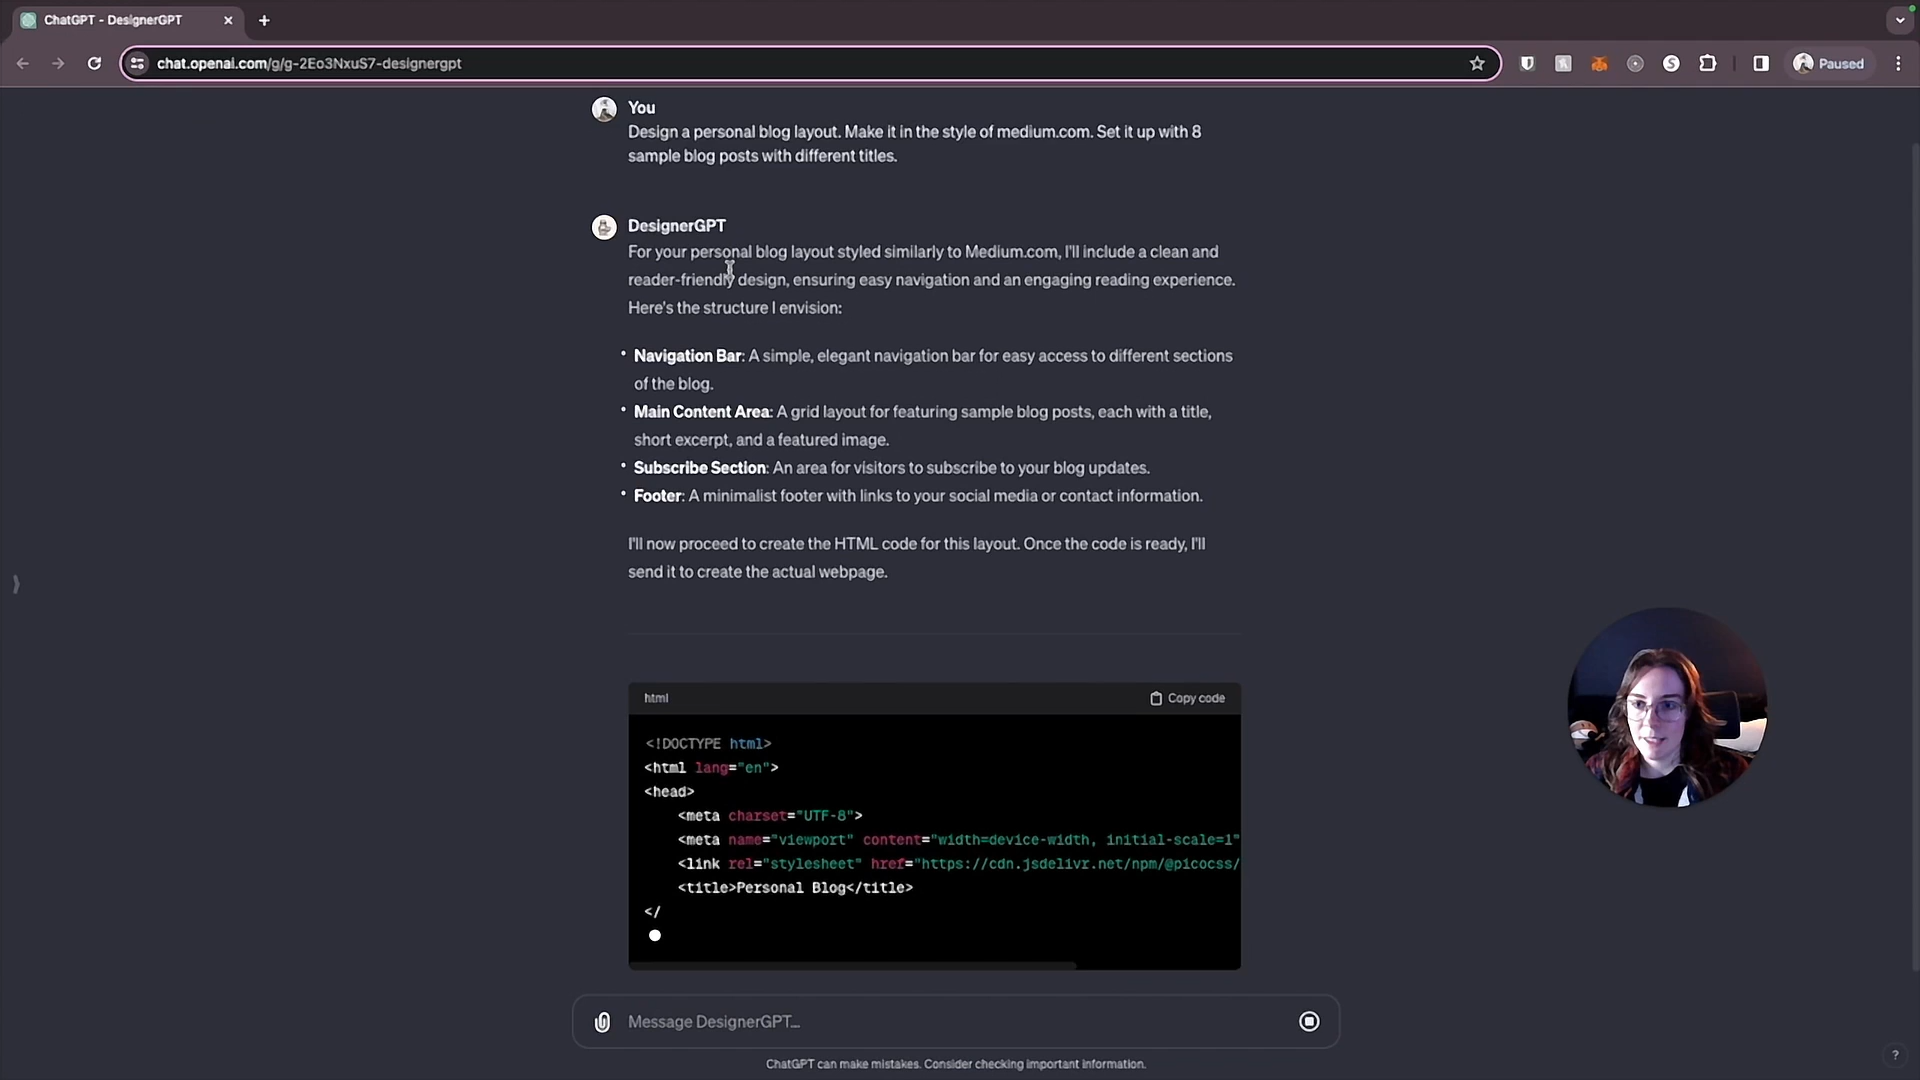 ChatGPT - DesignerGPT
chat.openai.com/g/g-2Eo3NxuS7-designergpt
Paused
You
Design a personal blog layout. Make it in the style of medium.com. Set it up with 8
sample blog posts with different titles.
DesignerGPT
For your personal blog layout styled similarly to Medium.com, I'll include a clean and
reader-friendly design, ensuring easy navigation and an engaging reading experience.
Here's the structure I envision:
• Navigation Bar: A simple, elegant navigation bar for easy access to different sections
of the blog.
• Main Content Area: A grid layout for featuring sample blog posts, each with a title,
short excerpt, and a featured image.
• Subscribe Section: An area for visitors to subscribe to your blog updates.
• Footer: A minimalist footer with links to your social media or contact information.
I'll now proceed to create the HTML code for this layout. Once the code is ready, I'll
send it to create the actual webpage.
html
Copy code
<!DOCTYPE html>
<html lang="en">
<head>
<meta charset="UTF-8">
<meta name="viewport" content="width=device-width, initial-scale=1"
<link rel="stylesheet" href="https://cdn.jsdelivr.net/npm/@picocss/
<title>Personal Blog</title>
</
Message DesignerGPT...
ChatGPT can make mistakes. Consider checking important information.
?